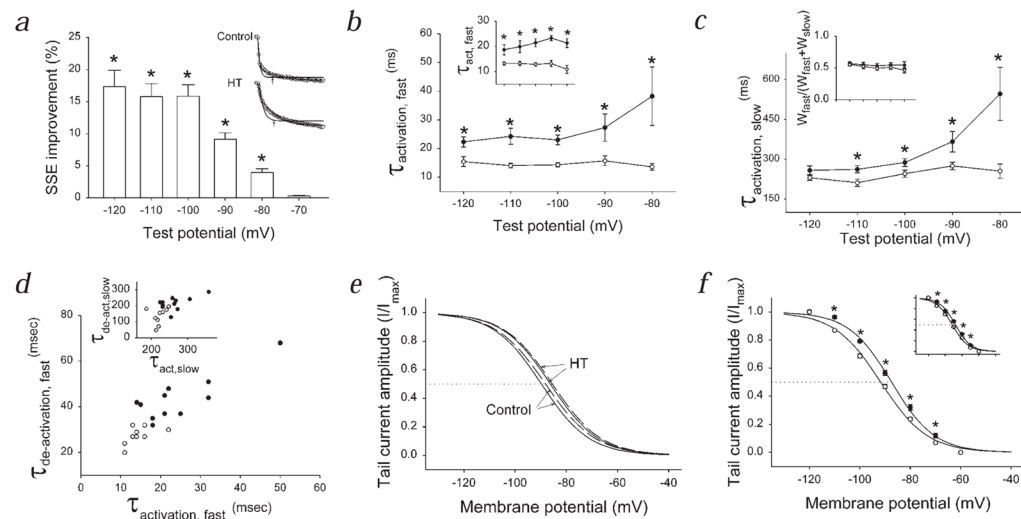 a
SSE improvement (%)
25
20
15
10
5
0
Control
HT
* * * * *
-120 -110 -100 -90 -80 -70
Test potential (mV)
b
τactivation, fast (ms)
60
50
40
30
20
10
τact, fast
30
20
10
* * * * *
* * * * *
-120 -110 -100 -90 -80
Test potential (mV)
c
τactivation, slow (ms)
600
450
300
150
Wfast/(Wfast+Wslow)
1.0
0.5
0.0
* * * *
-120 -110 -100 -90 -80
Test potential (mV)
d
τde-activation, fast (msec)
80
60
40
20
τde-act,slow
300
200
100
0
200 300 400
τact,slow
0 10 20 30 40 50 60
τactivation, fast (msec)
e
Tail current amplitude (I/Imax)
1.0
0.8
0.6
0.4
0.2
0.0
HT
Control
-120 -100 -80 -60 -40
Membrane potential (mV)
f
Tail current amplitude (I/Imax)
1.0
0.8
0.6
0.4
0.2
0.0
* * * * *
* * * * *
-120 -100 -80 -60 -40
Membrane potential (mV)